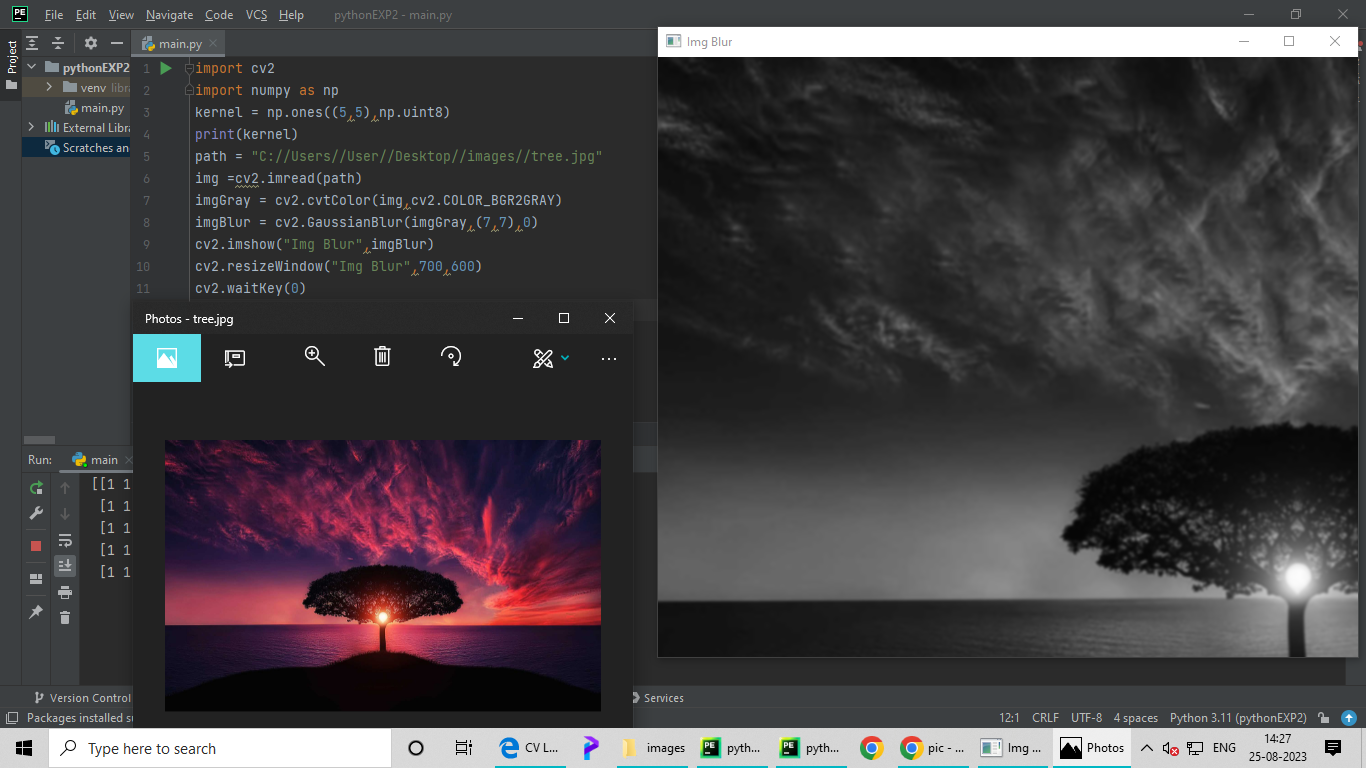 PE File Edit View Navigate Code VCS Help pythonEXP2 - main.py
Project
main.py
pythonEXP2
venv libra
main.py
External Libra
Scratches an
1 import cv2
2 import numpy as np
3 kernel = np.ones((5,5),np.uint8)
4 print(kernel)
5 path = "C://Users//User//Desktop//images//tree.jpg"
6 img =cv2.imread(path)
7 imgGray = cv2.cvtColor(img,cv2.COLOR_BGR2GRAY)
8 imgBlur = cv2.GaussianBlur(imgGray,(7,7),0)
9 cv2.imshow("Img Blur",imgBlur)
10 cv2.resizeWindow("Img Blur",700,600)
11 cv2.waitKey(0)
Img Blur
Photos - tree.jpg
Run: main
[[1 1
[1 1
[1 1
[1 1
[1 1
Version Control
Services
Packages installed su
12:1 CRLF UTF-8 4 spaces Python 3.11 (pythonEXP2)
Type here to search
CV L...
images
PE pyth...
PE pyth...
pic - ...
Img ...
Photos
ENG
14:27
25-08-2023